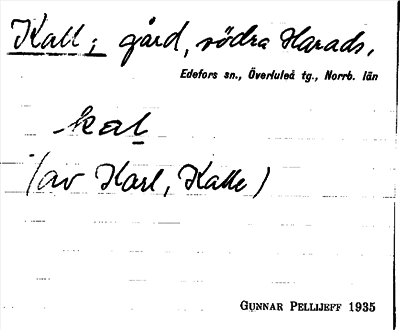 Kall ; gård, södra Harads.
Edefors sn., Överluleå tg., Norrb. län
kal
(av Karl, Kalle)
GUNNAR PELLIJEFF 1935